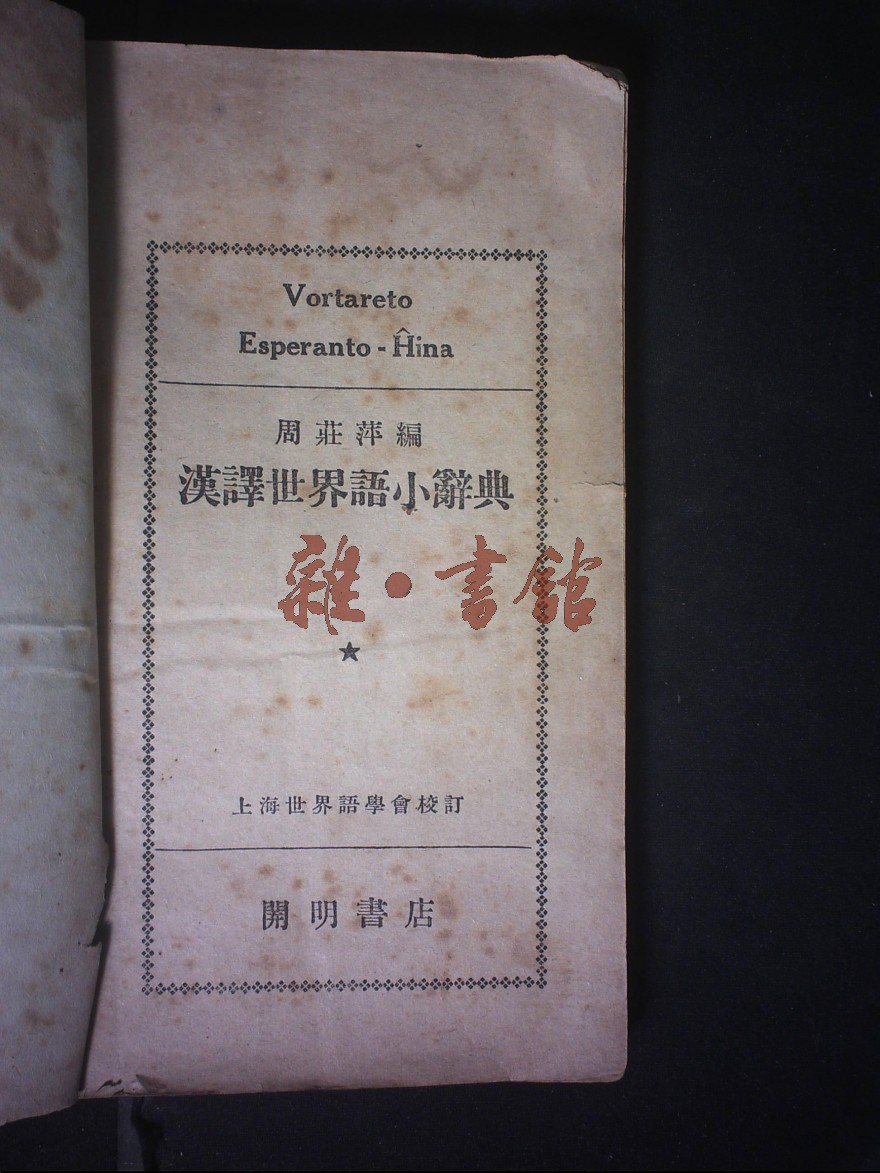 Vortareto
Esperanto - Ĥina
周莊萍編
漢譯世界語小辭典
雜•書館
★
上海世界語學會校訂
開明書店